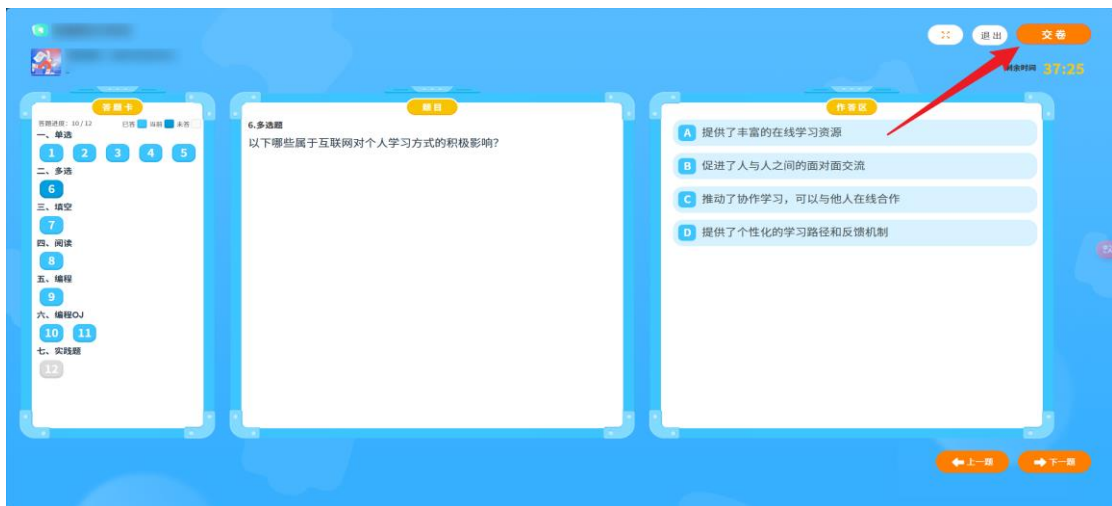 退出
交卷
剩余时间 37:25
答题卡
答题进度: 10/12 已答 当前 未答
一、单选
1 2 3 4 5
二、多选
6
三、填空
7
四、阅读
8
五、编程
9
六、编程OJ
10 11
七、实践题
12
题目
6.多选题
以下哪些属于互联网对个人学习方式的积极影响?
作答区
A 提供了丰富的在线学习资源
B 促进了人与人之间的面对面交流
C 推动了协作学习，可以与他人在线合作
D 提供了个性化的学习路径和反馈机制
上一题
下一题